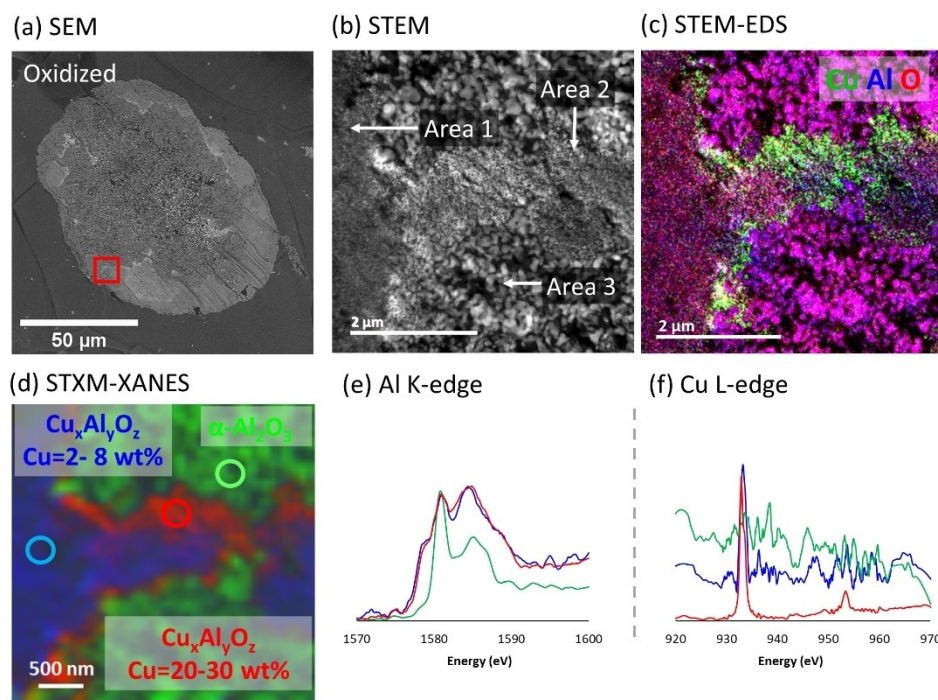 (a) SEM
Oxidized
50 µm
(b) STEM
Area 1
Area 2
Area 3
2 µm
(c) STEM-EDS
Cu Al O
2 µm
(d) STXM-XANES
CuₓAlᵧO𝓏
Cu=2- 8 wt%
α-Al₂O₃
CuₓAlᵧO𝓏
Cu=20-30 wt%
500 nm
(e) Al K-edge
1570 1580 1590 1600
Energy (eV)
(f) Cu L-edge
920 930 940 950 960 970
Energy (eV)